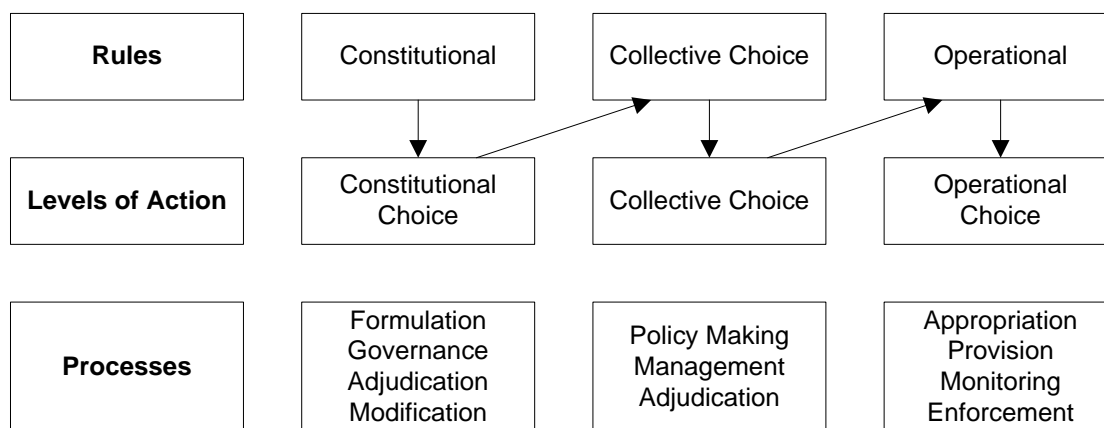 Rules
Constitutional
Collective Choice
Operational
Levels of Action
Constitutional
Choice
Collective Choice
Operational
Choice
Processes
Formulation
Governance
Adjudication
Modification
Policy Making
Management
Adjudication
Appropriation
Provision
Monitoring
Enforcement